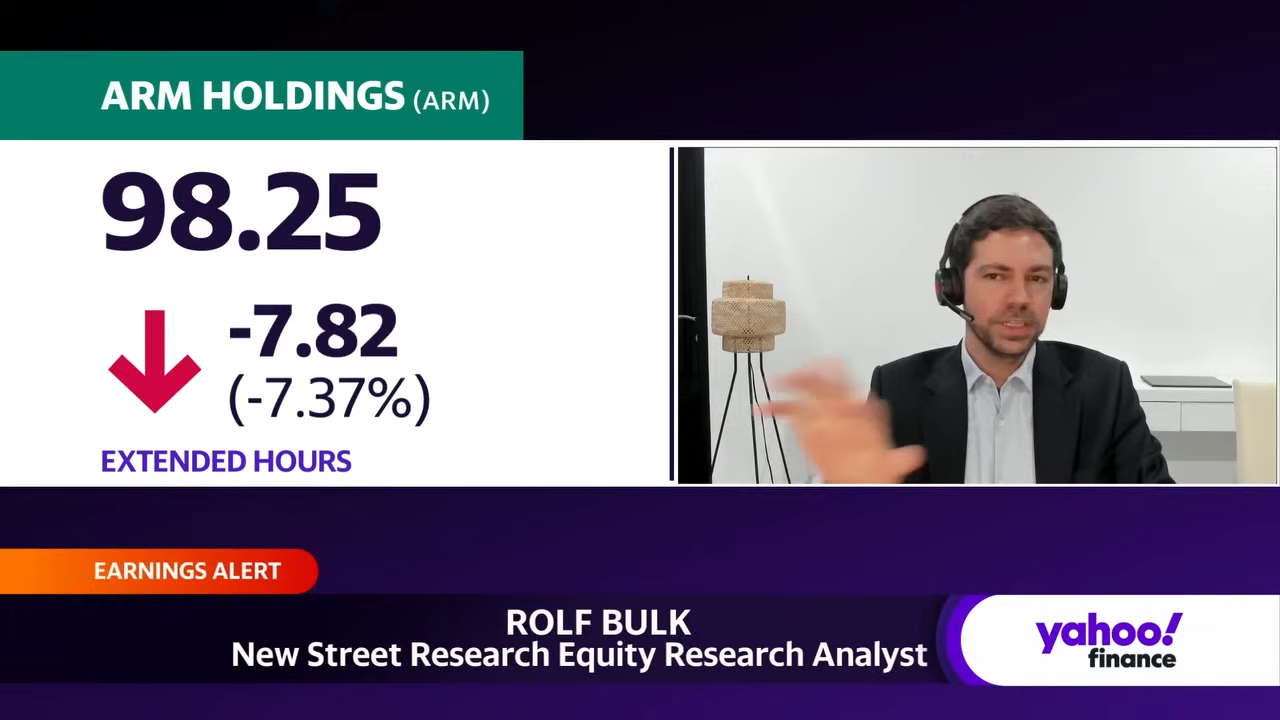 ARM HOLDINGS (ARM)
98.25
-7.82
(-7.37%)
EXTENDED HOURS
EARNINGS ALERT
ROLF BULK
New Street Research Equity Research Analyst
yahoo!
finance